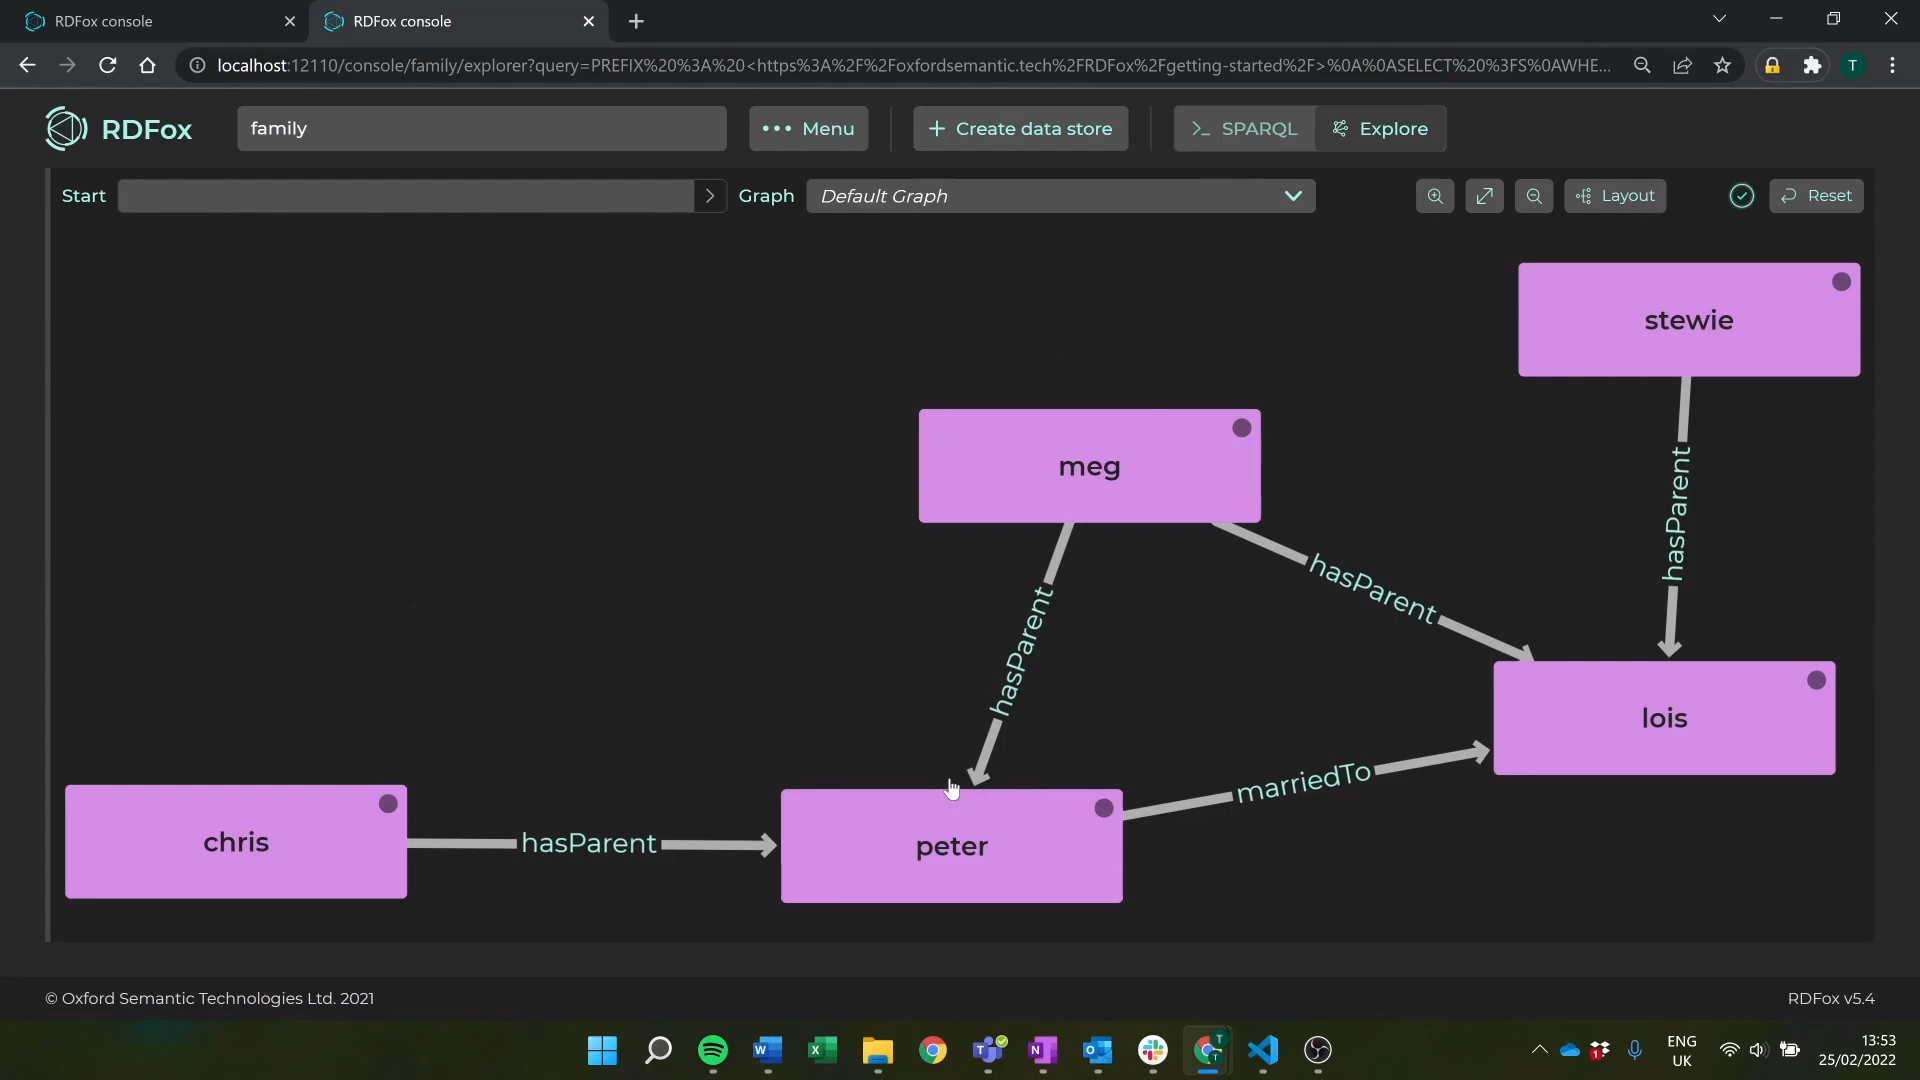 RDFox console
RDFox console
localhost:12110/console/family/explorer?query=PREFIX%20%3A%20<https%3A%2F%2Foxfordsemantic.tech%2FRDFox%2Fgetting-started%2F>%0A%0ASELECT%20%3FS%0AWHE...
T
RDFox
family
Menu
Create data store
SPARQL
Explore
Start
Graph
Default Graph
Layout
Reset
stewie
meg
hasParent
hasParent
hasParent
lois
marriedTo
chris
hasParent
peter
© Oxford Semantic Technologies Ltd. 2021
RDFox v5.4
ENG
UK
13:53
25/02/2022